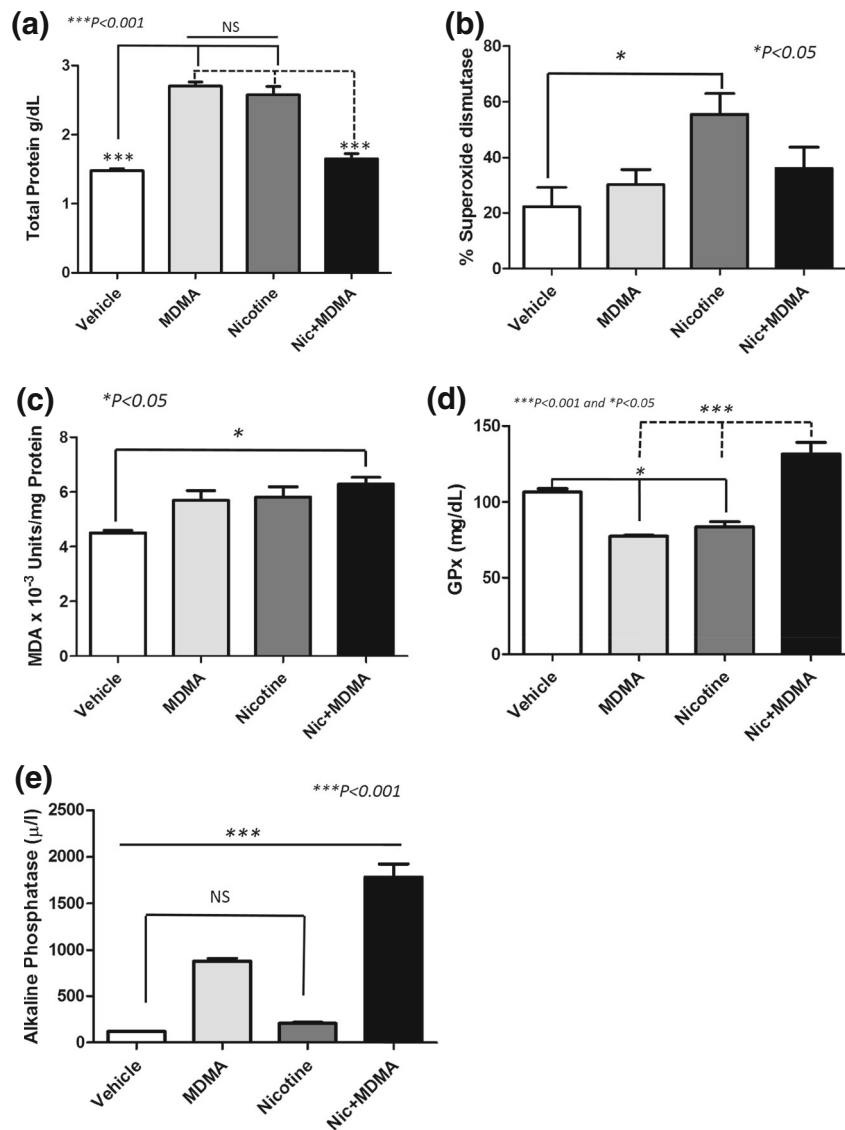 (a)
***P<0.001
NS
Total Protein g/dL
3
2
1
0
***
***
Vehicle
MDMA
Nicotine
Nic+MDMA
(b)
*
*P<0.05
% Superoxide dismutase
80
60
40
20
0
Vehicle
MDMA
Nicotine
Nic+MDMA
(c)
*P<0.05
*
MDA x 10⁻³ Units/mg Protein
8
6
4
2
0
Vehicle
MDMA
Nicotine
Nic+MDMA
(d)
***P<0.001 and *P<0.05
***
*
GPx (mg/dL)
150
100
50
0
Vehicle
MDMA
Nicotine
Nic+MDMA
(e)
***P<0.001
***
NS
Alkaline Phosphatase (μ/l)
2500
2000
1500
1000
500
0
Vehicle
MDMA
Nicotine
Nic+MDMA